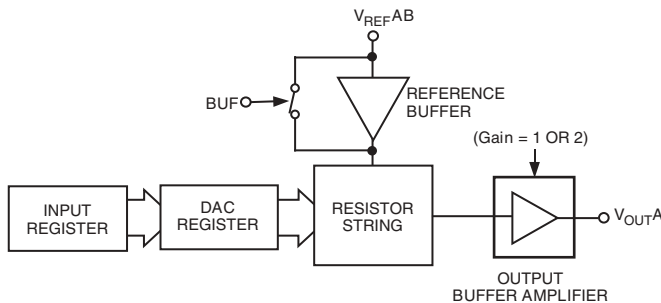 VREFAB
BUF
REFERENCE
BUFFER
(Gain = 1 OR 2)
INPUT
REGISTER
DAC
REGISTER
RESISTOR
STRING
VOUTA
OUTPUT
BUFFER AMPLIFIER